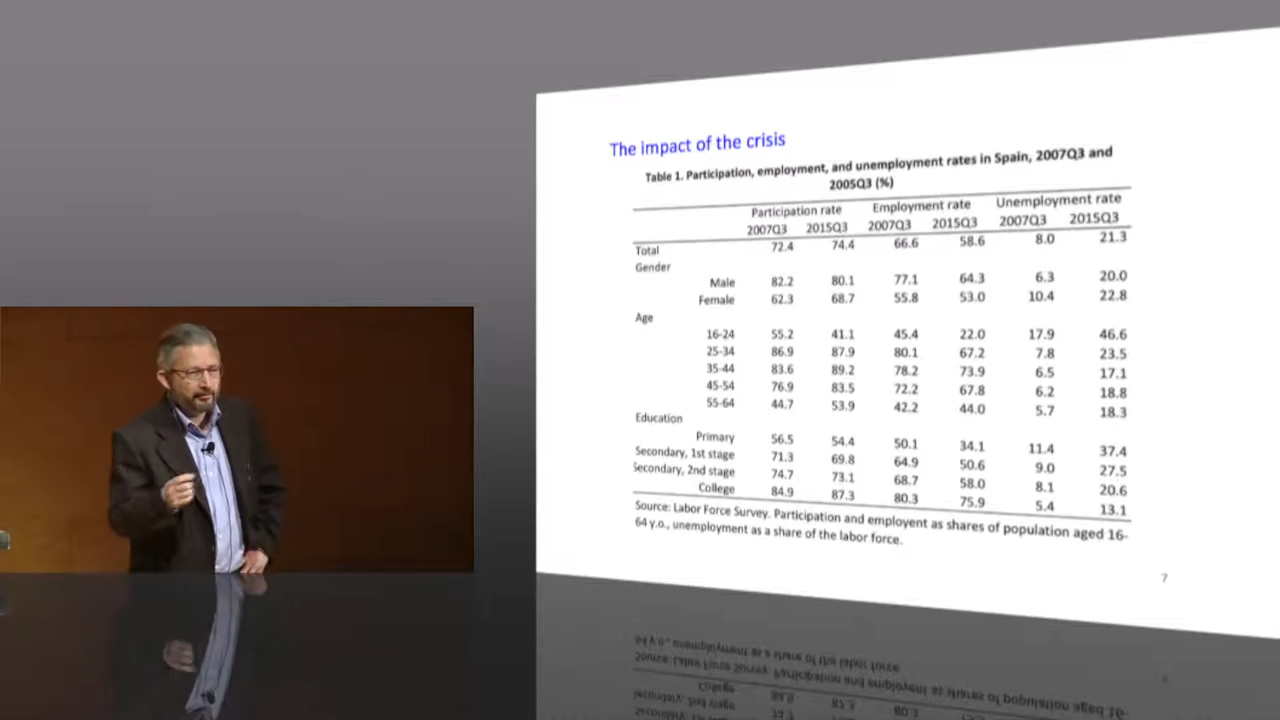 The impact of the crisis
Table 1. Participation, employment, and unemployment rates in Spain, 2007Q3 and
2005Q3 (%)
Participation rate Employment rate Unemployment rate
2007Q3 2015Q3 2007Q3 2015Q3 2007Q3 2015Q3
Total 72.4 74.4 66.6 58.6 8.0 21.3
Gender
Male 82.2 80.1 77.1 64.3 6.3 20.0
Female 62.3 68.7 55.8 53.0 10.4 22.8
Age
16-24 55.2 41.1 45.4 22.0 17.9 46.6
25-34 86.9 87.9 80.1 67.2 7.8 23.5
35-44 83.6 89.2 78.2 73.9 6.5 17.1
45-54 76.9 83.5 72.2 67.8 6.2 18.8
55-64 44.7 53.9 42.2 44.0 5.7 18.3
Education
Primary 56.5 54.4 50.1 34.1 11.4 37.4
Secondary, 1st stage 71.3 69.8 64.9 50.6 9.0 27.5
Secondary, 2nd stage 74.7 73.1 68.7 58.0 8.1 20.6
College 84.9 87.3 80.3 75.9 5.4 13.1
Source: Labor Force Survey. Participation and employent as shares of population aged 16-
64 y.o., unemployment as a share of the labor force.
7